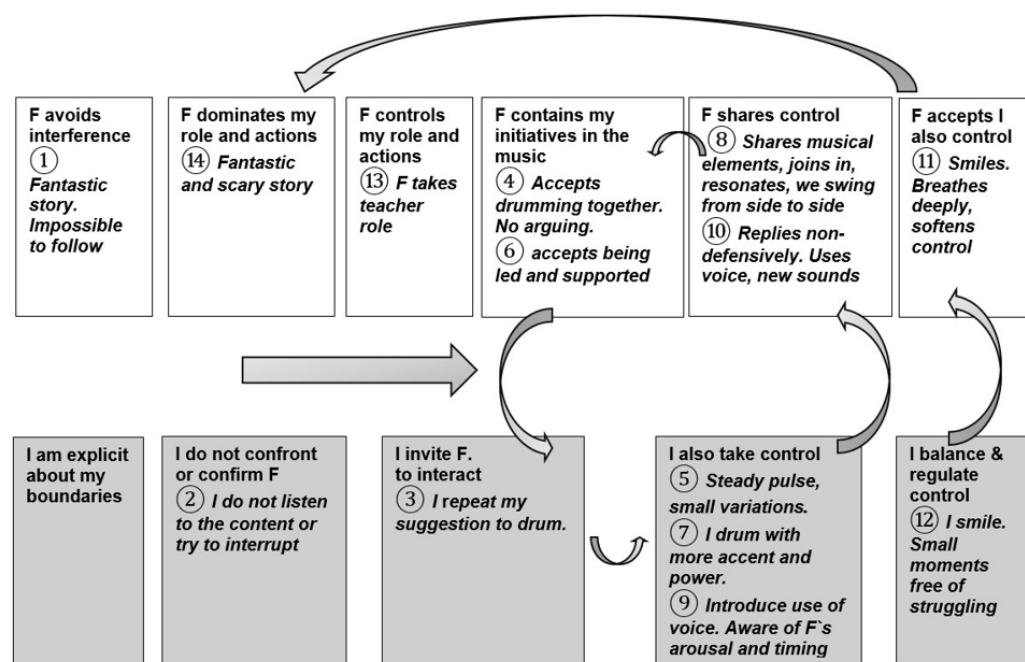 F avoids
interference
①
Fantastic
story.
Impossible
to follow
F dominates my
role and actions
⑭ Fantastic
and scary story
F controls
my role and
actions
⑬ F takes
teacher
role
F contains my
initiatives in the
music
④ Accepts
drumming together.
No arguing.
⑥ accepts being
led and supported
F shares control
⑧ Shares musical
elements, joins in,
resonates, we swing
from side to side
⑩ Replies non-
defensively. Uses
voice, new sounds
F accepts I
also control
⑪ Smiles.
Breathes
deeply,
softens
control
I am explicit
about my
boundaries
I do not confront
or confirm F
② I do not listen
to the content or
try to interrupt
I invite F.
to interact
③ I repeat my
suggestion to drum.
I also take control
⑤ Steady pulse,
small variations.
⑦ I drum with
more accent and
power.
⑨ Introduce use of
voice. Aware of F`s
arousal and timing
I balance &
regulate
control
⑫ I smile.
Small
moments
free of
struggling